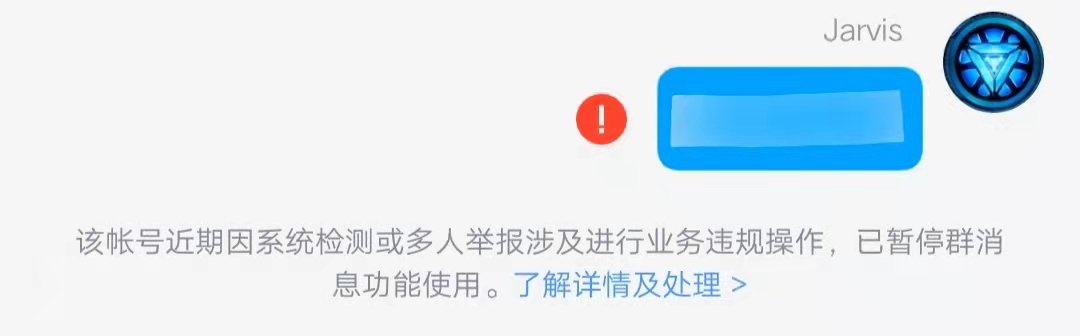 Jarvis
!
该帐号近期因系统检测或多人举报涉及进行业务违规操作，已暂停群消
息功能使用。了解详情及处理 >